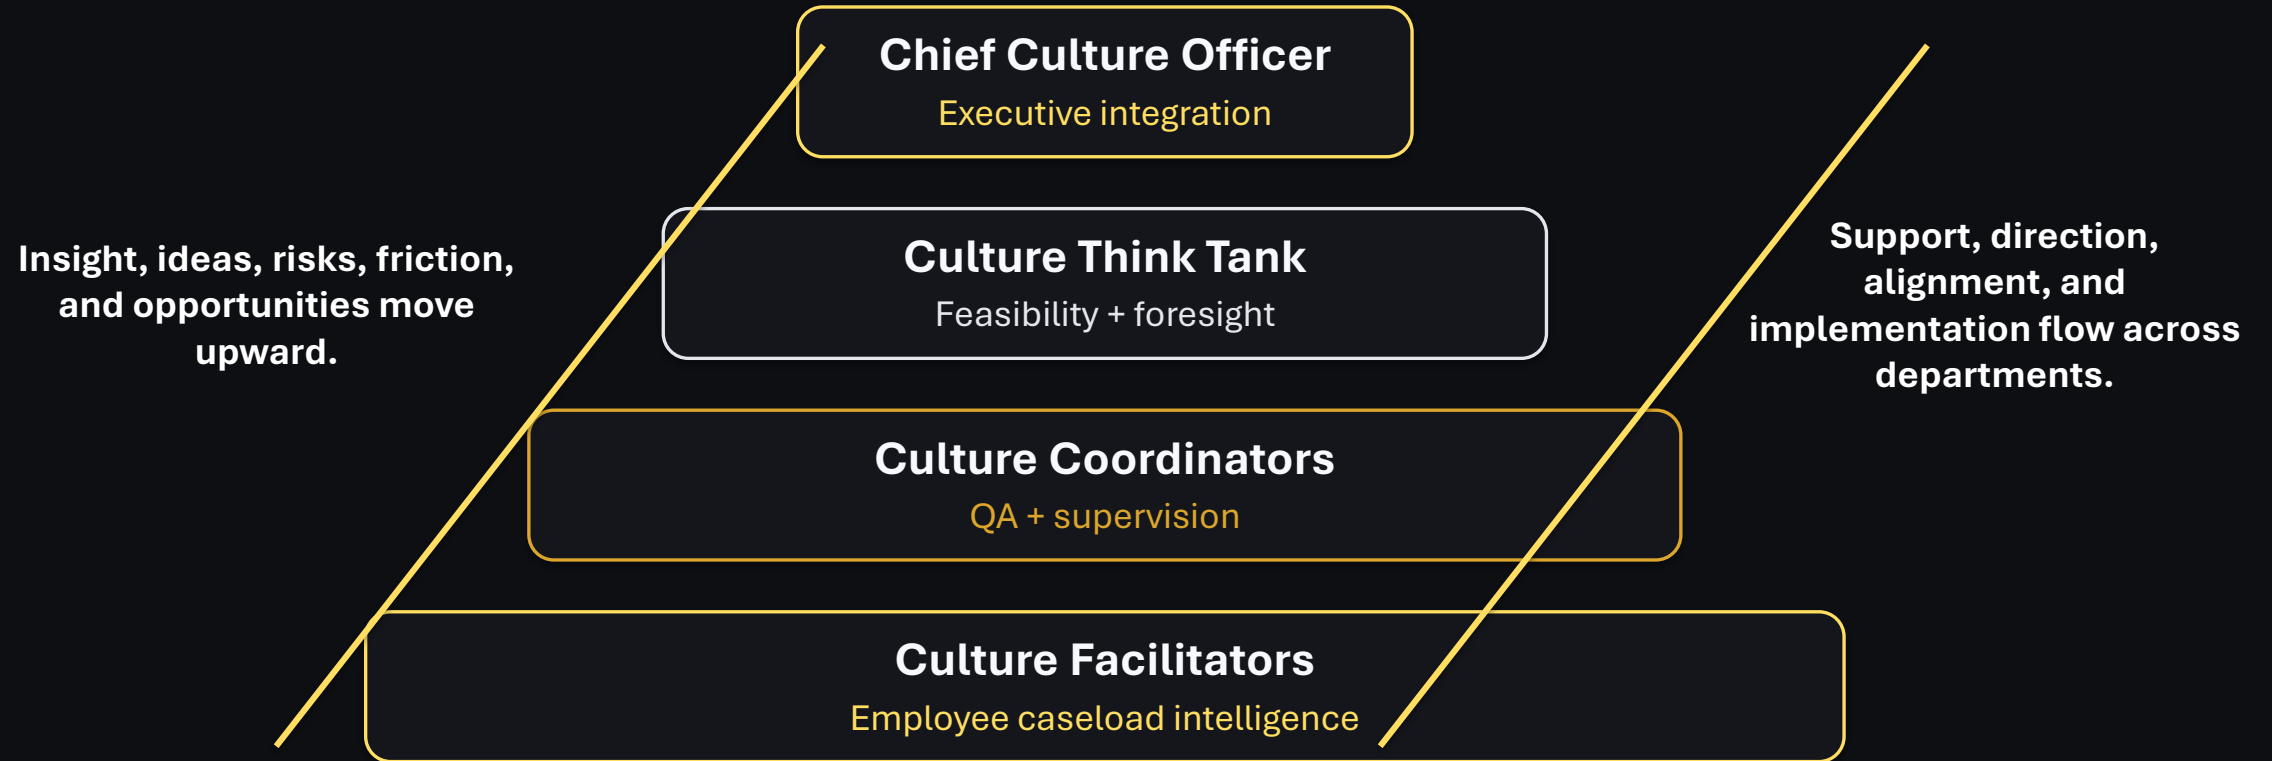 Chief Culture Officer
Executive integration
Insight, ideas, risks, friction,
and opportunities move
upward.
Culture Think Tank
Feasibility + foresight
Support, direction,
alignment, and
implementation flow across
departments.
Culture Coordinators
QA + supervision
Culture Facilitators
Employee caseload intelligence